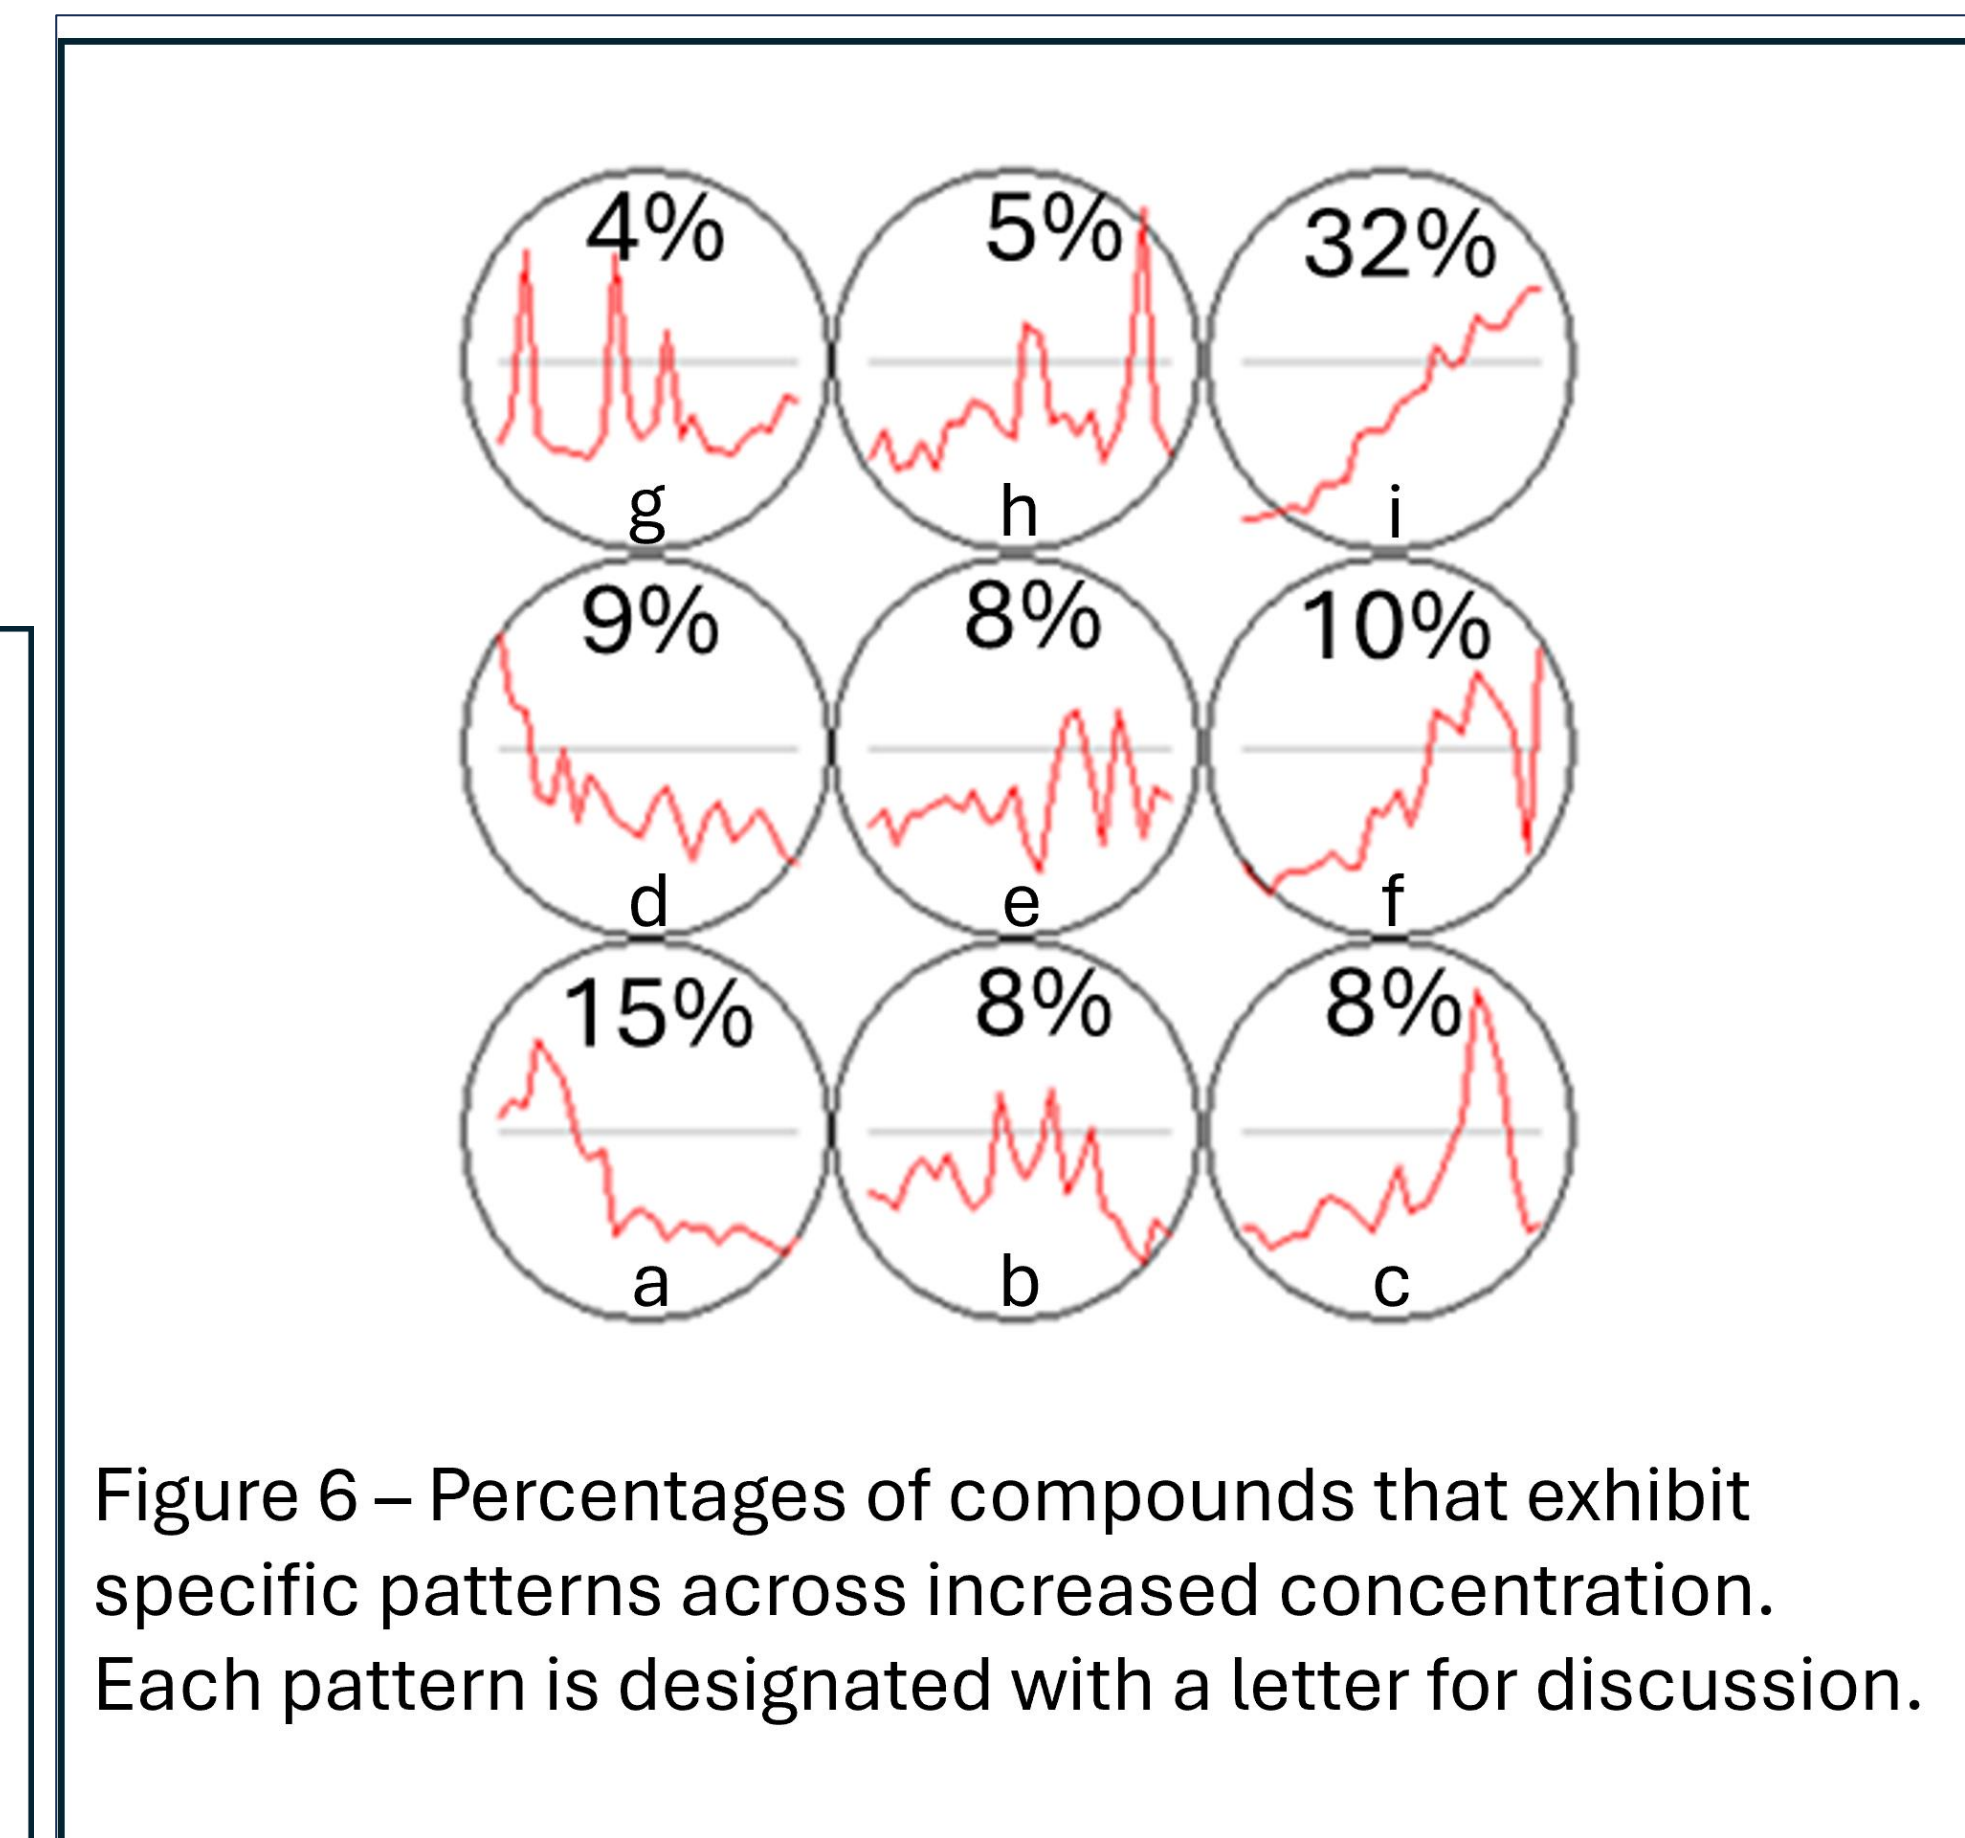 4% 5% 32%
g h i
9% 8% 10%
d e f
15% 8% 8%
a b c
Figure 6 – Percentages of compounds that exhibit
specific patterns across increased concentration.
Each pattern is designated with a letter for discussion.